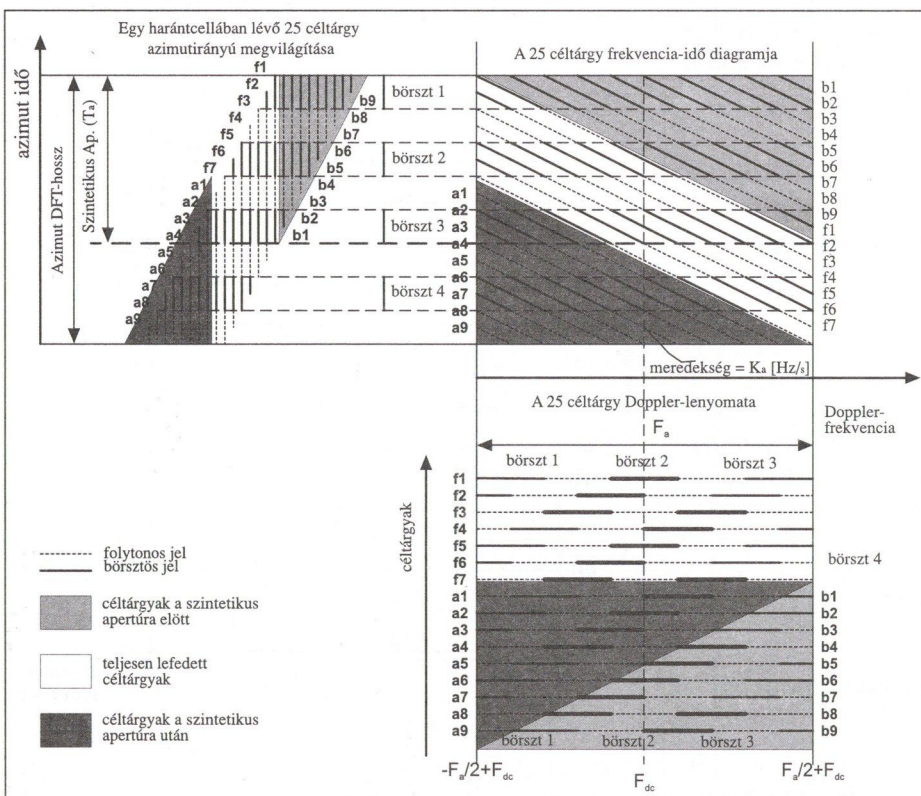 Egy harántcellában lévő 25 céltárgy
azimutirányú megvilágítása
A 25 céltárgy frekvencia-idő diagramja
azimut idő
Azimut DFT-hossz
Szintetikus Ap. (Ta)
f1
f2
f3
f4
f5
f6
f7
a1
a2
a3
a4
a5
a6
a7
a8
a9
b9
b8
b7
b6
b5
b4
b3
b2
b1
börszt 1
börszt 2
börszt 3
börszt 4
a1
a2
a3
a4
a5
a6
a7
a8
a9
b1
b2
b3
b4
b5
b6
b7
b8
b9
f1
f2
f3
f4
f5
f6
f7
meredekség = Ka [Hz/s]
A 25 céltárgy Doppler-lenyomata
Doppler-
frekvencia
Fa
börszt 1 börszt 2 börszt 3
céltárgyak
f1
f2
f3
f4
f5
f6
f7
börszt 4
a1 b1
a2 b2
a3 b3
a4 b4
a5 b5
a6 b6
a7 b7
a8 b8
a9 b9
börszt 1 börszt 2 börszt 3
-Fa/2+Fdc Fdc Fa/2+Fdc
folytonos jel
börsztös jel
céltárgyak a szintetikus
apertúra elött
teljesen lefedett
céltárgyak
céltárgyak a szintetikus
apertúra után